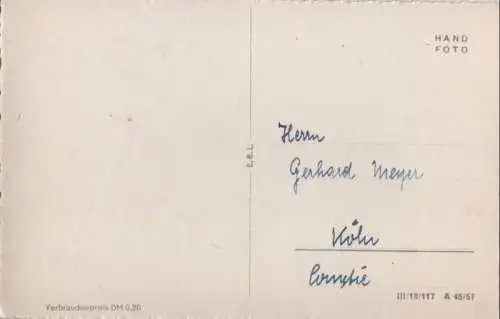 HAND
FOTO
Herrn
Gerhard Meyer
Köln
III/18/117 A 45/57
Verbraucherpreis DM 0,20